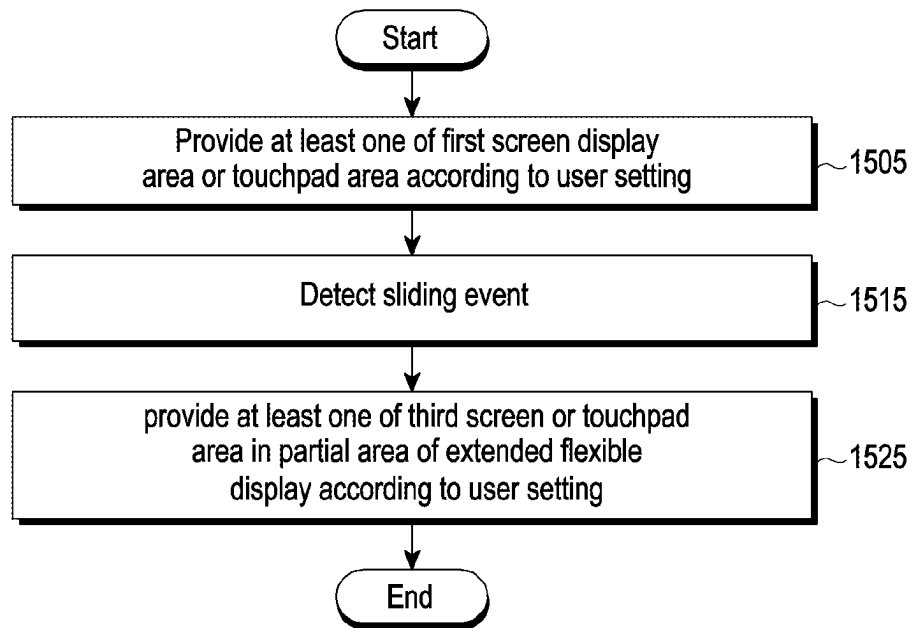 Start
Provide at least one of first screen display
area or touchpad area according to user setting
1505
Detect sliding event
1515
provide at least one of third screen or touchpad
area in partial area of extended flexible
display according to user setting
1525
End